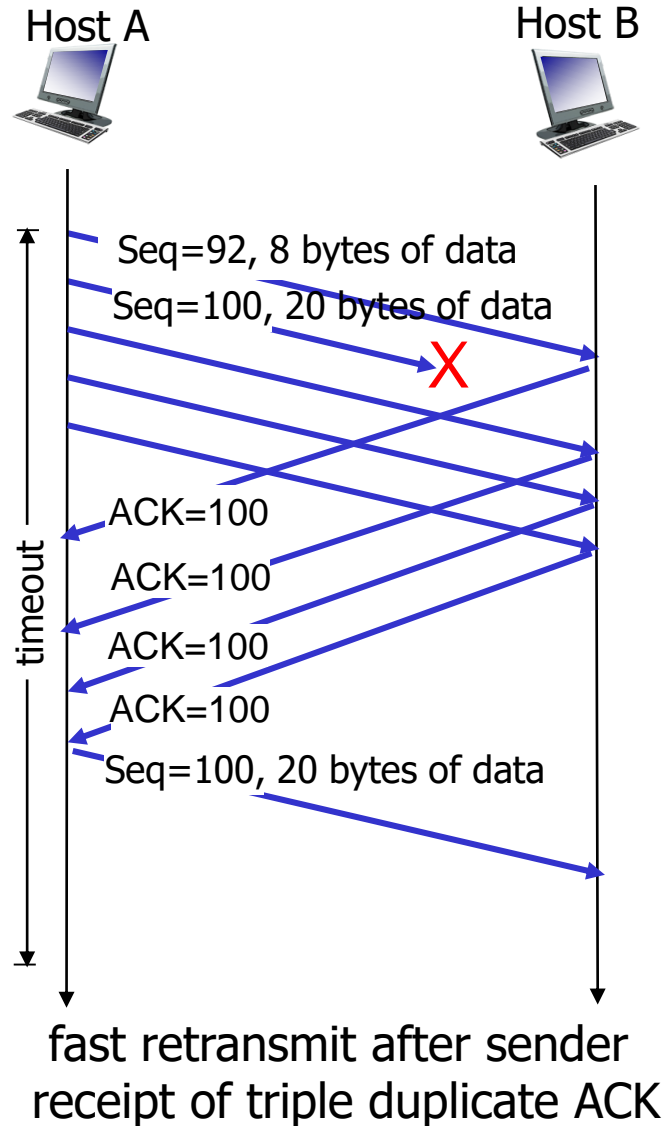 Host A
Host B
Seq=92, 8 bytes of data
Seq=100, 20 bytes of data
X
ACK=100
timeout
ACK=100
ACK=100
ACK=100
Seq=100, 20 bytes of data
fast retransmit after sender
receipt of triple duplicate ACK